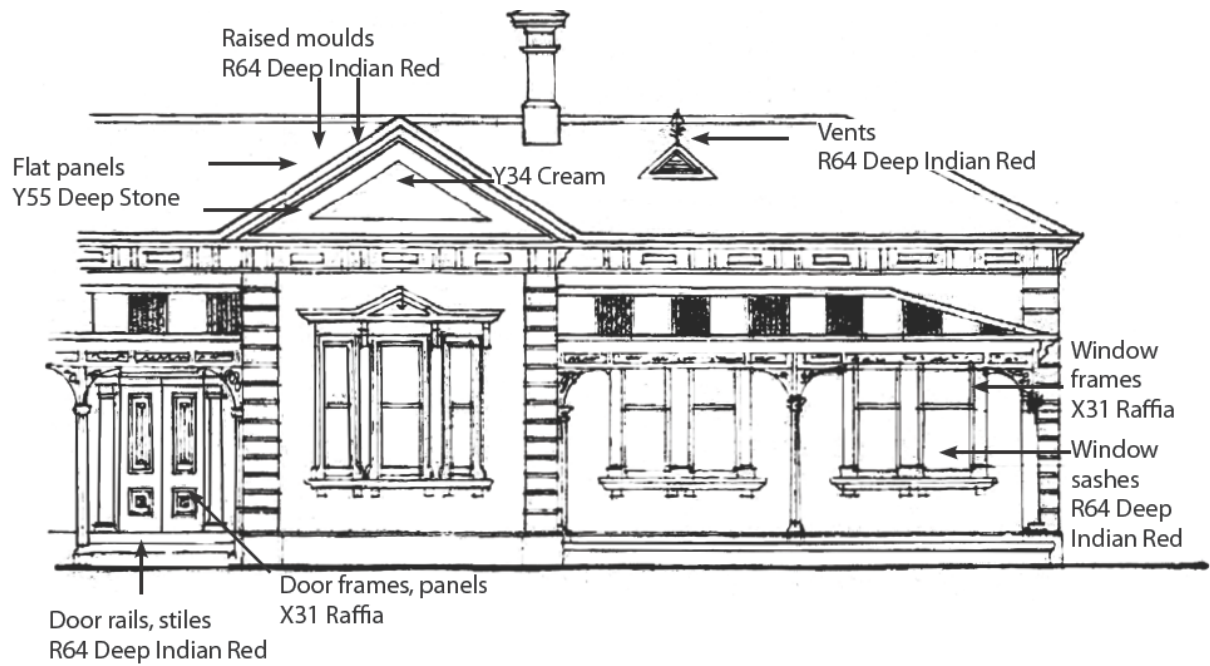 Raised moulds
R64 Deep Indian Red
Vents
R64 Deep Indian Red
Flat panels
Y55 Deep Stone
Y34 Cream
Window
frames
X31 Raffia
Window
sashes
R64 Deep
Indian Red
Door frames, panels
X31 Raffia
Door rails, stiles
R64 Deep Indian Red